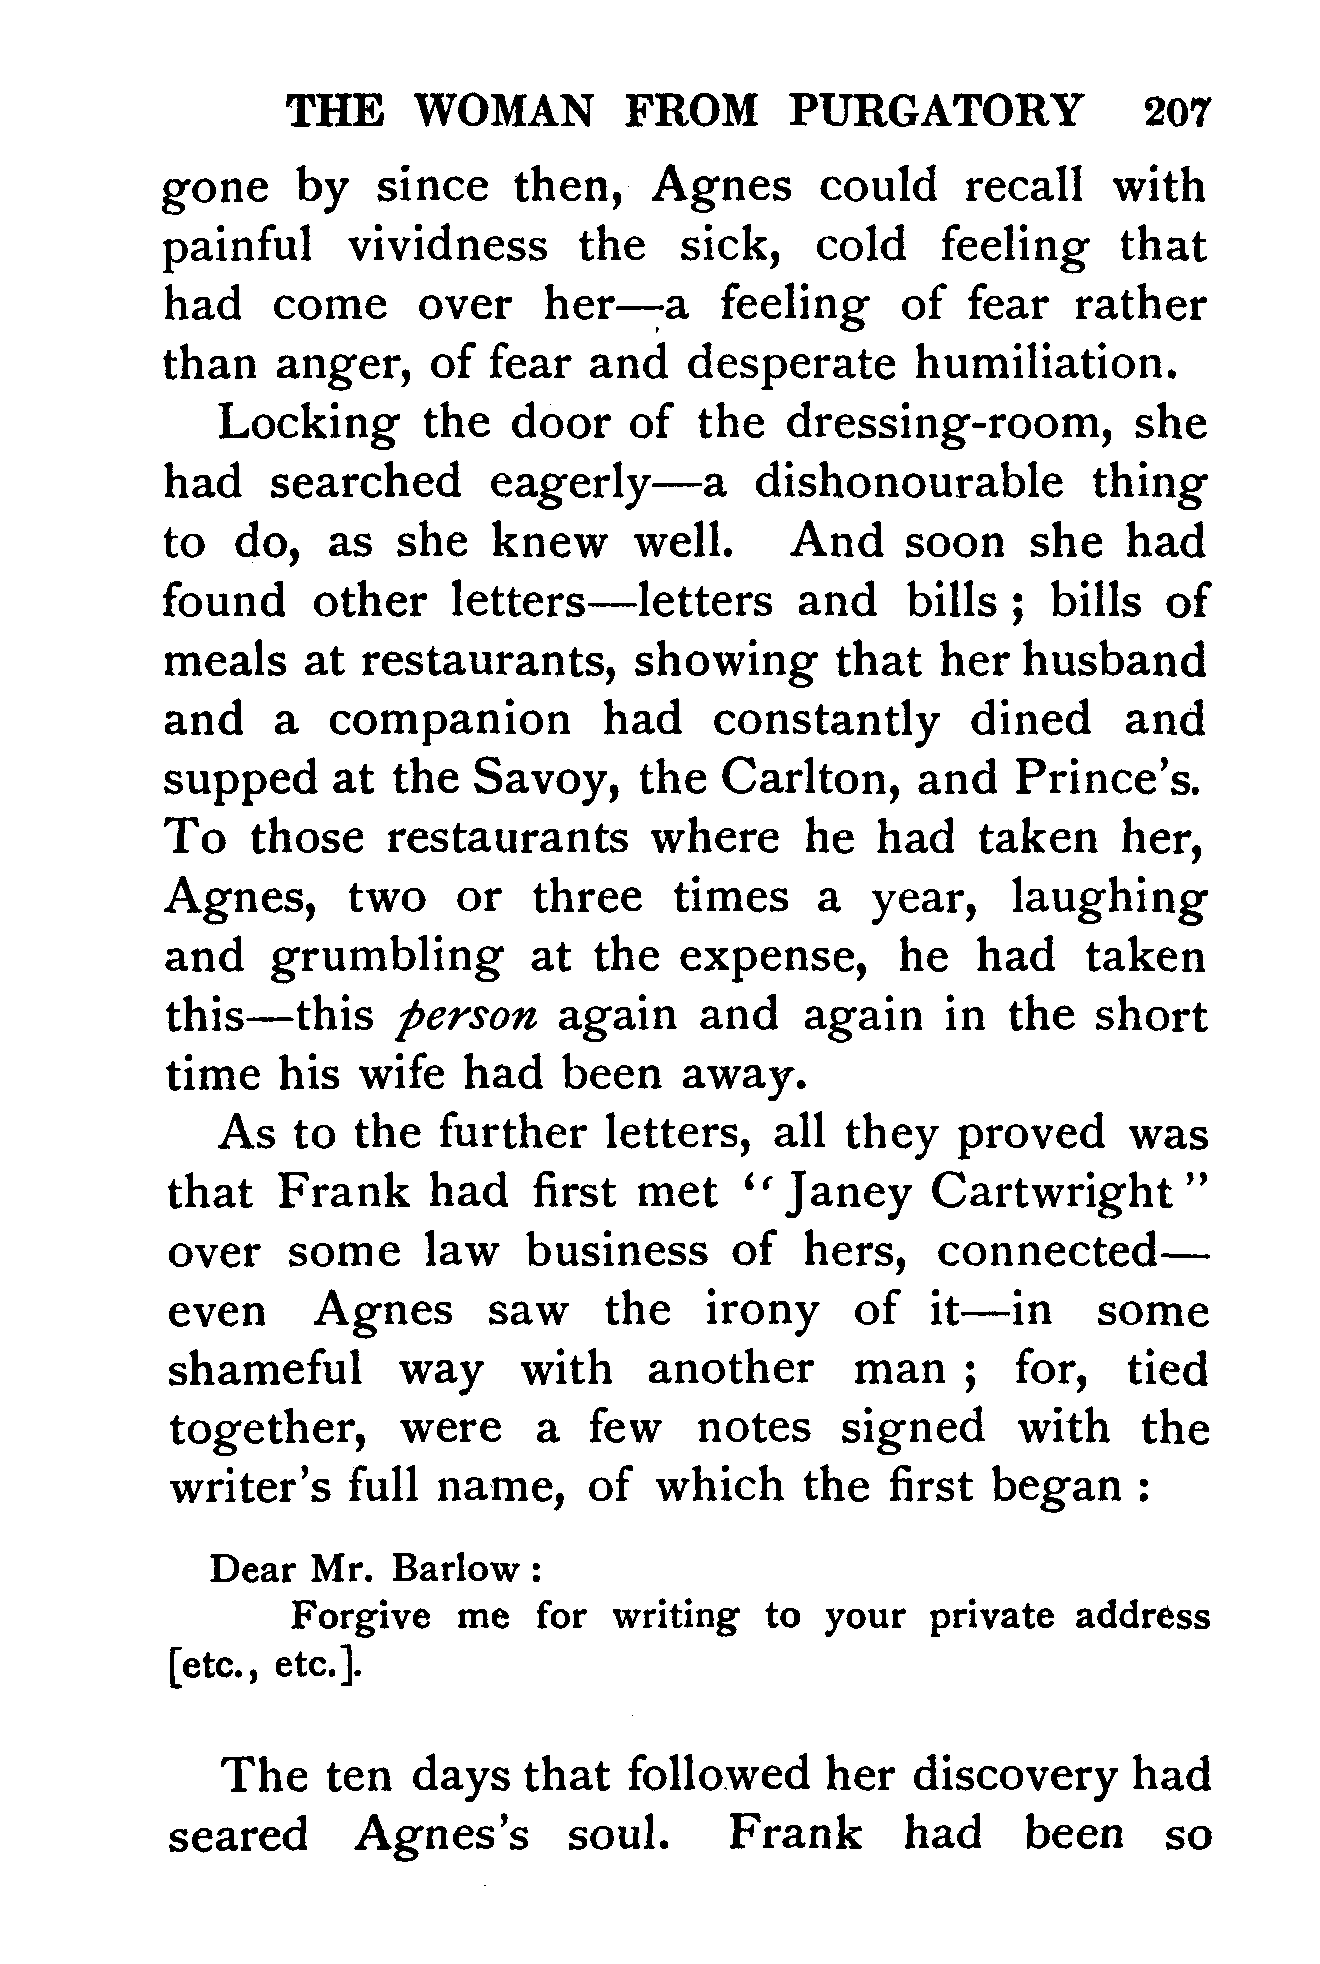 THE WOMAN FROM PURGATORY 207
gone by since then, Agnes could recall with
painful vividness the sick, cold feeling that
had come over her—a feeling of fear rather
than anger, of fear and desperate humiliation.
Locking the door of the dressing-room, she
had searched eagerly—a dishonourable thing
to do, as she knew well. And soon she had
found other letters—letters and bills ; bills of
meals at restaurants, showing that her husband
and a companion had constantly dined and
supped at the Savoy, the Carlton, and Prince's.
To those restaurants where he had taken her,
Agnes, two or three times a year, laughing
and grumbling at the expense, he had taken
this—this person again and again in the short
time his wife had been away.
As to the further letters, all they proved was
that Frank had first met “ Janey Cartwright ”
over some law business of hers, connected—
even Agnes saw the irony of it—in some
shameful way with another man ; for, tied
together, were a few notes signed with the
writer's full name, of which the first began :
Dear Mr. Barlow :
Forgive me for writing to your private address
[etc., etc.].
The ten days that followed her discovery had
seared Agnes's soul. Frank had been so